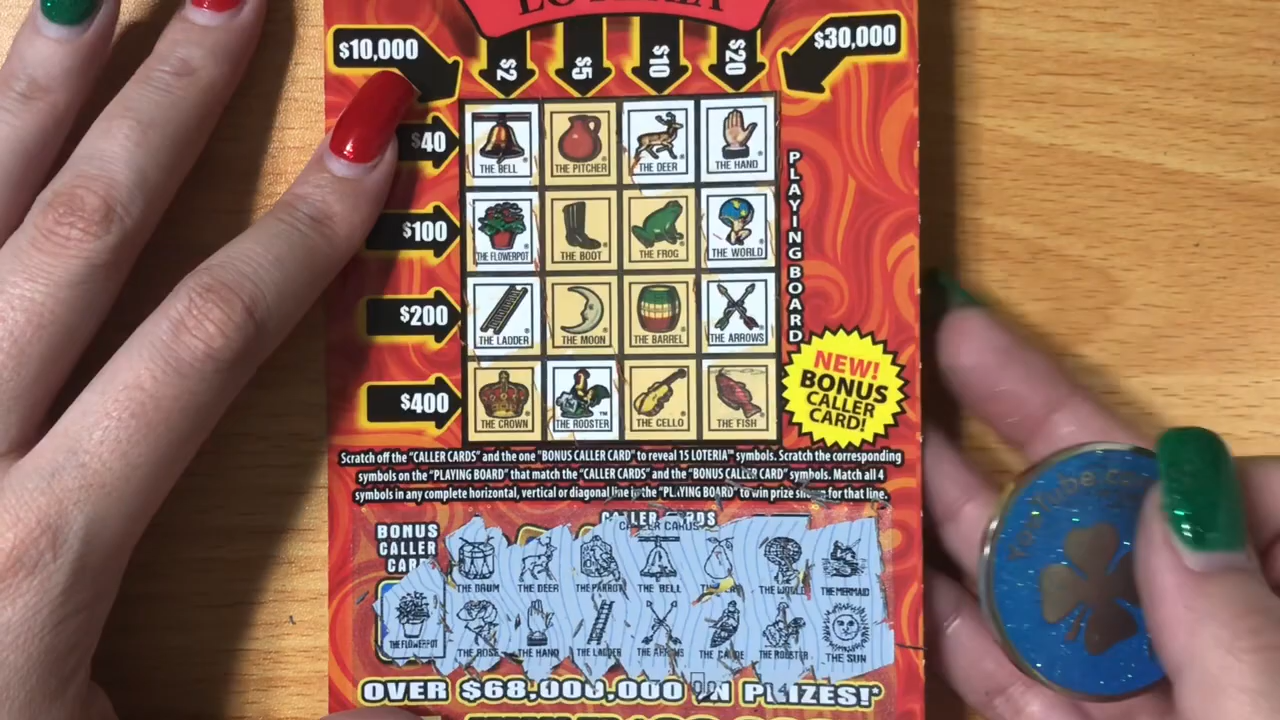 LOTERIA
$10,000 $2 $5 $10 $20 $30,000
$40 THE BELL THE PITCHER THE DEER THE HAND
$100 THE FLOWERPOT THE BOOT THE FROG THE WORLD
$200 THE LADDER THE MOON THE BARREL THE ARROWS
$400 THE CROWN THE ROOSTER™ THE CELLO THE FISH
PLAYING BOARD
NEW!
BONUS
CALLER
CARD!
Scratch off the "CALLER CARDS" and the one "BONUS CALLER CARD" to reveal 15 LOTERIA™ symbols. Scratch the corresponding
symbols on the "PLAYING BOARD" that match the "CALLER CARDS" and the "BONUS CALLER CARD" symbols. Match all 4
symbols in any complete horizontal, vertical or diagonal line in the "PLAYING BOARD" to win prize shown for that line.
CALLER CARDS
CALLER CARDS
BONUS
CALLER
CARD
THE DRUM THE DEER THE PARROT THE BELL THE WORLD THE MERMAID
THE FLOWERPOT THE ROSE THE HAND THE LADDER THE ARROWS THE ROOSTER THE SUN
OVER $68,000,000 IN PRIZES!*
YouTube.co